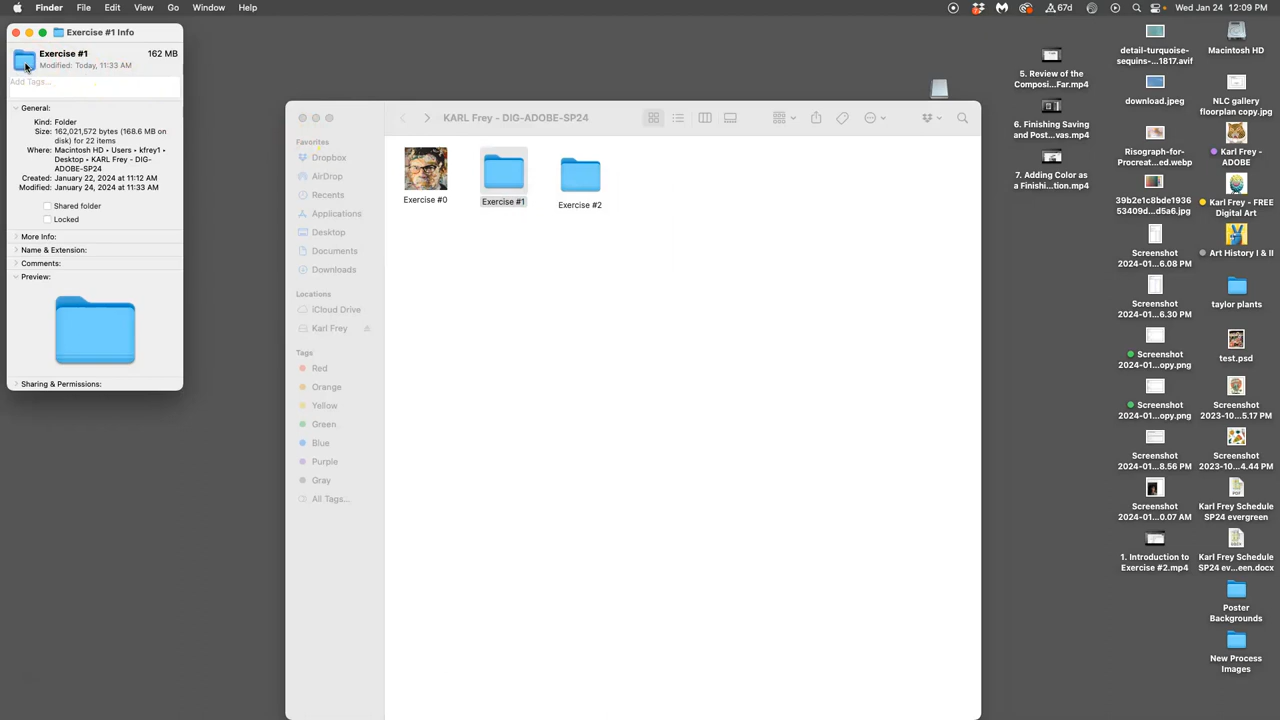 Finder File Edit View Go Window Help
67d
Wed Jan 24 12:09 PM
Exercise #1 Info
Exercise #1 162 MB
Modified: Today, 11:33 AM
Add Tags...
General:
Kind: Folder
Size: 162,021,572 bytes (168.6 MB on
disk) for 22 items
Where: Macintosh HD • Users • kfrey1 •
Desktop • KARL Frey - DIG-
ADOBE-SP24
Created: January 22, 2024 at 11:12 AM
Modified: January 24, 2024 at 11:33 AM
Shared folder
Locked
More Info:
Name & Extension:
Comments:
Preview:
Sharing & Permissions:
KARL Frey - DIG-ADOBE-SP24
Favorites
Dropbox
AirDrop
Recents
Applications
Desktop
Documents
Downloads
Locations
iCloud Drive
Karl Frey
Tags
Red
Orange
Yellow
Green
Blue
Purple
Gray
All Tags...
Exercise #0
Exercise #1
Exercise #2
5. Review of the
Composi...Far.mp4
6. Finishing Saving
and Post...vas.mp4
7. Adding Color as
a Finishi...tion.mp4
detail-turquoise-
sequins-...1817.avif
download.jpeg
Risograph-for-
Procreat...ed.webp
39b2e1c8bde1936
53409d...d5a6.jpg
Screenshot
2024-01...6.08 PM
Screenshot
2024-01...6.30 PM
Screenshot
2024-01...opy.png
Screenshot
2024-01...opy.png
Screenshot
2024-01...8.56 PM
Screenshot
2024-01...0.07 AM
1. Introduction to
Exercise #2.mp4
Macintosh HD
NLC gallery
floorplan copy.jpg
Karl Frey -
ADOBE
Karl Frey - FREE
Digital Art
Art History I & II
taylor plants
test.psd
Screenshot
2023-10...5.17 PM
Screenshot
2023-10...4.44 PM
PDF
Karl Frey Schedule
SP24 evergreen
Karl Frey Schedule
SP24 ev...een.docx
Poster
Backgrounds
New Process
Images